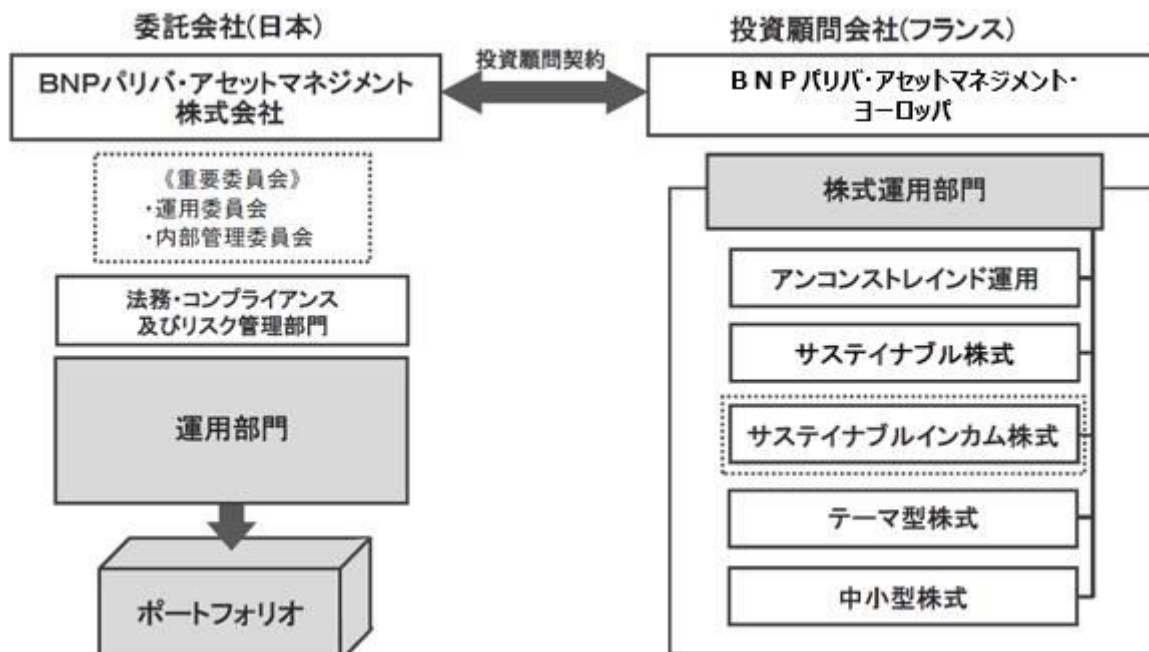 委託会社(日本)
BNPパリバ・アセットマネジメント
株式会社
《重要委員会》
・運用委員会
・内部管理委員会
法務・コンプライアンス
及びリスク管理部門
運用部門
ポートフォリオ
投資顧問契約
投資顧問会社(フランス)
BNPパリバ・アセットマネジメント・
ヨーロッパ
株式運用部門
アンコンストレインド運用
サステイナブル株式
サステイナブルインカム株式
テーマ型株式
中小型株式